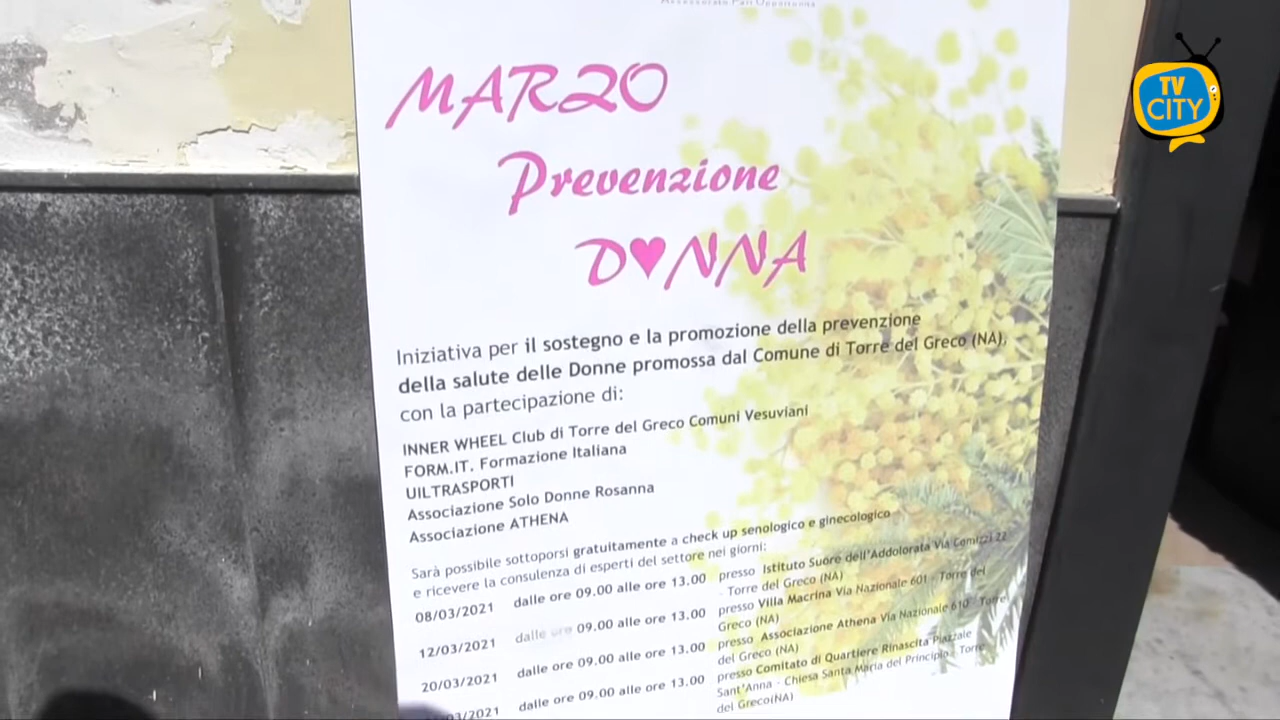 Assessorato Pari Opportunità
MARZO
Prevenzione
D♥NNA
Iniziativa per il sostegno e la promozione della prevenzione
della salute delle Donne promossa dal Comune di Torre del Greco (NA),
con la partecipazione di:
INNER WHEEL Club di Torre del Greco Comuni Vesuviani
FORM.IT. Formazione Italiana
UILTRASPORTI
Associazione Solo Donne Rosanna
Associazione ATHENA
Sarà possibile sottoporsi gratuitamente a check up senologico e ginecologico
e ricevere la consulenza di esperti del settore nei giorni:
08/03/2021 dalle ore 09.00 alle ore 13.00 presso Istituto Suore dell'Addolorata Via Comizzi 22
- Torre del Greco (NA)
12/03/2021 dalle ore 09.00 alle ore 13.00 presso Villa Macrina Via Nazionale 601 - Torre del
Greco (NA)
20/03/2021 dalle ore 09.00 alle ore 13.00 presso Associazione Athena Via Nazionale 610 - Torre
del Greco (NA)
03/2021 dalle ore 09.00 alle ore 13.00 presso Comitato di Quartiere Rinascita Piazzale
Sant'Anna - Chiesa Santa Maria del Principio - Torre
del Greco(NA)
TV
CITY